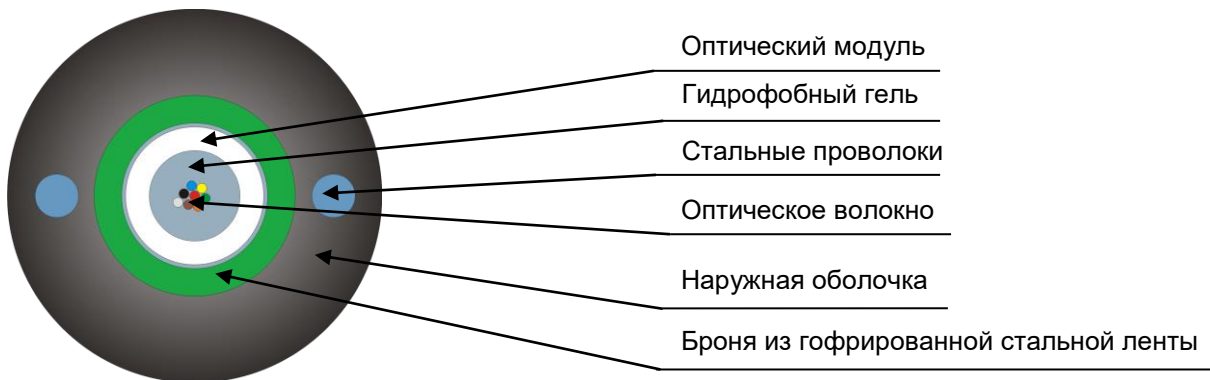 Оптический модуль
Гидрофобный гель
Стальные проволоки
Оптическое волокно
Наружная оболочка
Броня из гофрированной стальной ленты